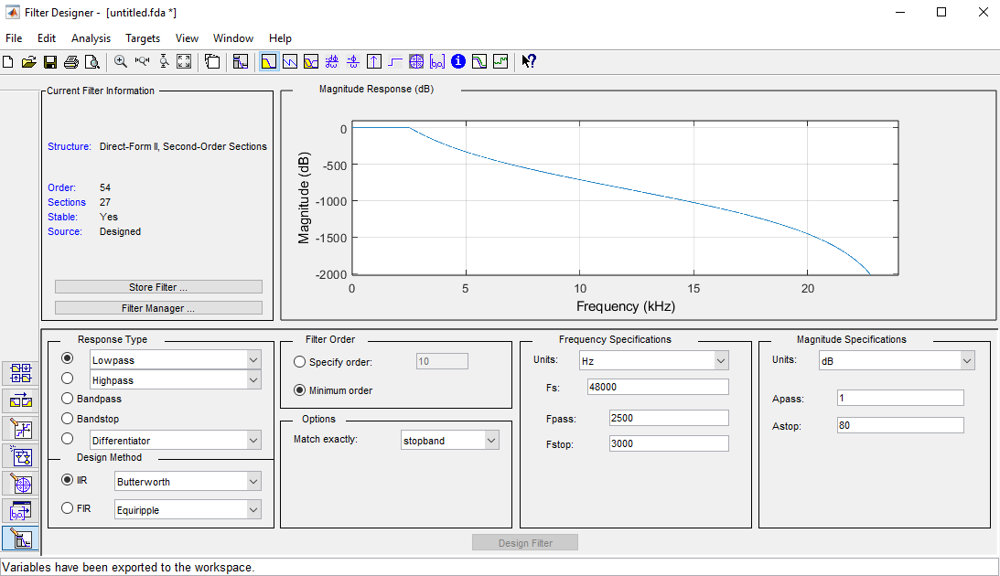 Filter Designer - [untitled.fda *]
File Edit Analysis Targets View Window Help
Current Filter Information
Structure: Direct-Form II, Second-Order Sections
Order: 54
Sections 27
Stable: Yes
Source: Designed
Store Filter ...
Filter Manager ...
Magnitude Response (dB)
Magnitude (dB)
0
-500
-1000
-1500
-2000
0 5 10 15 20
Frequency (kHz)
Response Type
Lowpass
Highpass
Bandpass
Bandstop
Differentiator
Design Method
IIR Butterworth
FIR Equiripple
Filter Order
Specify order: 10
Minimum order
Options
Match exactly: stopband
Frequency Specifications
Units: Hz
Fs: 48000
Fpass: 2500
Fstop: 3000
Magnitude Specifications
Units: dB
Apass: 1
Astop: 80
Design Filter
Variables have been exported to the workspace.